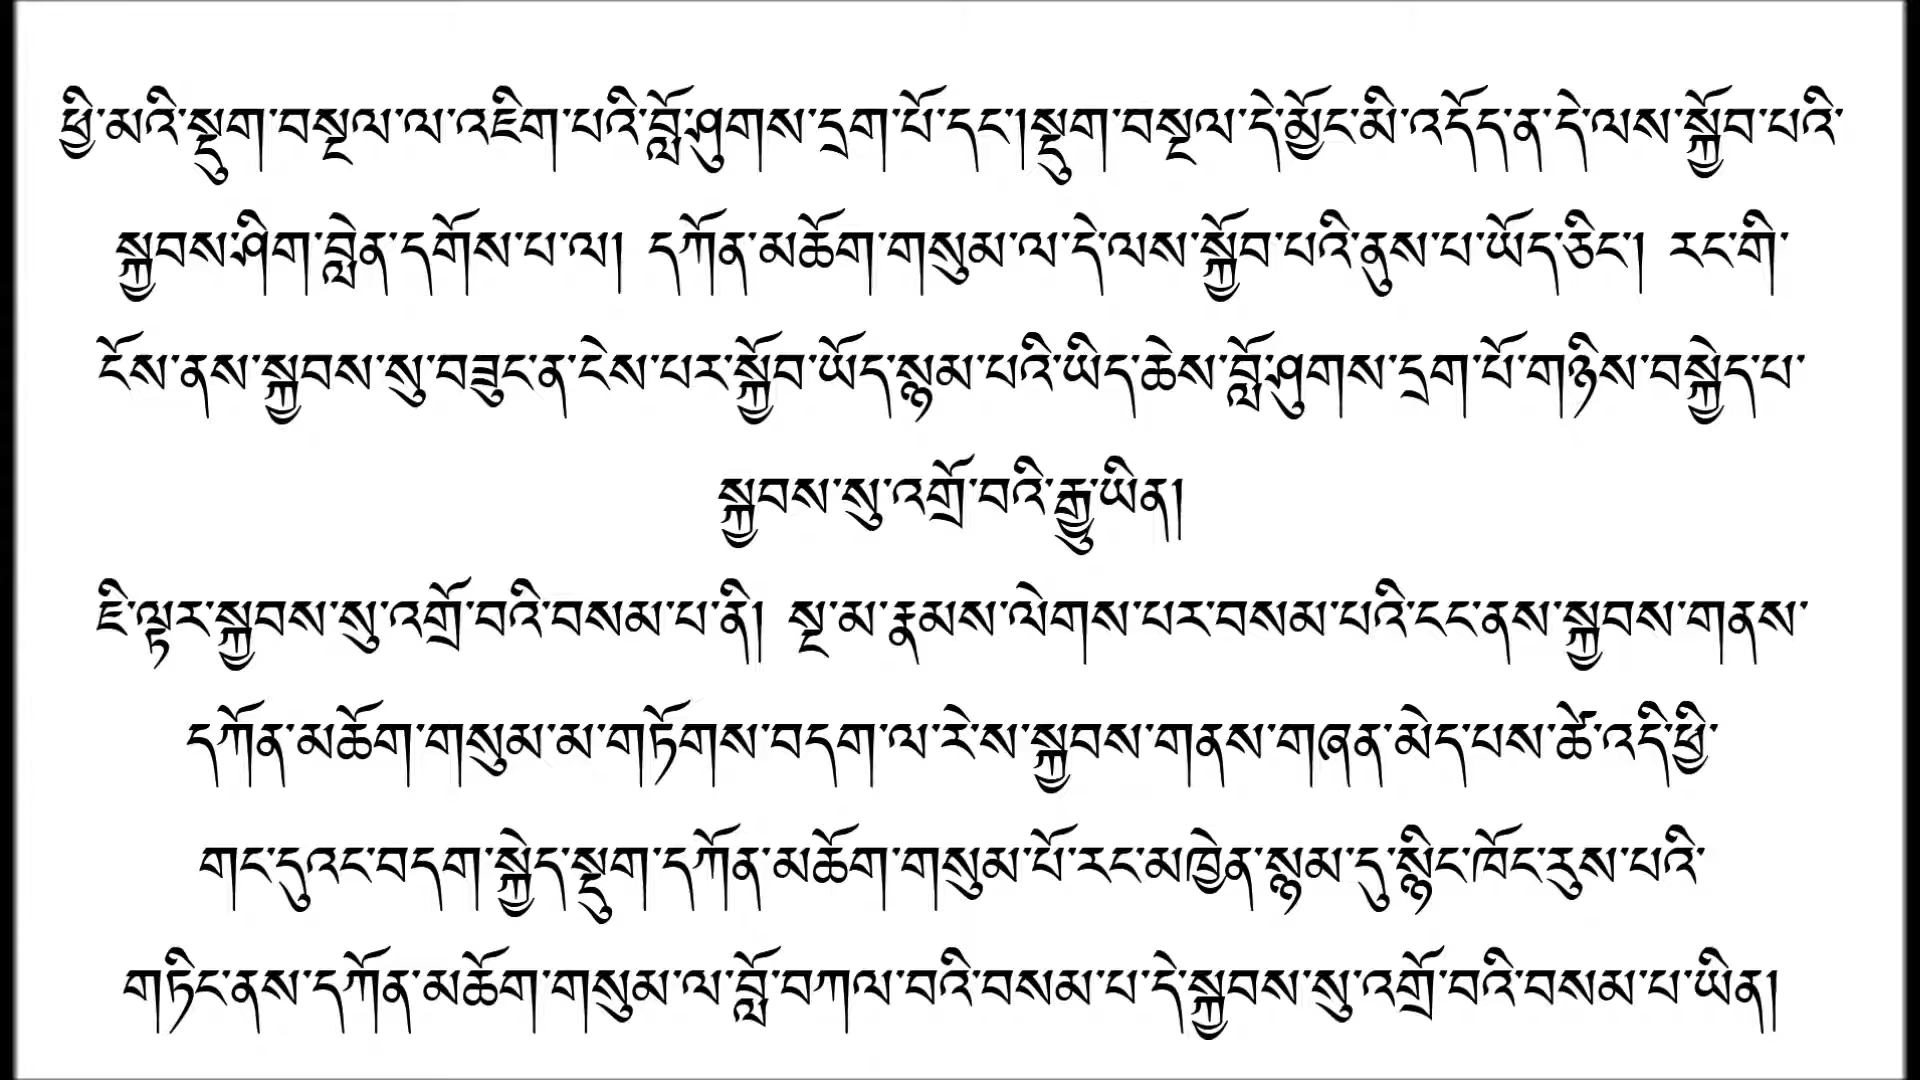 ཕྱི་མའི་སྡུག་བསྔལ་ལ་འཇིག་པའི་བློ་ཤུགས་དྲག་པོ་དང་།སྡུག་བསྔལ་དེ་མྱོང་མི་འདོད་ན་དེ་ལས་སྐྱོབ་པའི་
སྐྱབས་ཤིག་བླེན་དགོས་པ་ལ། དཀོན་མཆོག་གསུམ་ལ་དེ་ལས་སྐྱོབ་པའི་ནུས་པ་ཡོད་ཅིང་། རང་གི་
ངོས་ནས་སྐྱབས་སུ་བཟུང་ན་ངེས་པར་སྐྱོབ་ཡོད་སྙམ་པའི་ཡིད་ཆེས་བློ་ཤུགས་དྲག་པོ་གཉིས་བསྐྱེད་པ་
སྐྱབས་སུ་འགྲོ་བའི་རྒྱུ་ཡིན།
ཇི་ལྟར་སྐྱབས་སུ་འགྲོ་བའི་བསམ་པ་ནི། སྔ་མ་རྣམས་ལེགས་པར་བསམ་པའི་ངང་ནས་སྐྱབས་གནས་
དཀོན་མཆོག་གསུམ་མ་གཏོགས་བདག་ལ་རེ་ས་སྐྱབས་གནས་གཞན་མེད་པས་ཚེ་འདི་ཕྱི་
གང་དུའང་བདག་སྐྱེད་སྡུག་དཀོན་མཆོག་གསུམ་པོ་རང་མཁྱེན་སྙམ་དུ་སྙིང་ཁོང་རུས་པའི་
གཏིང་ནས་དཀོན་མཆོག་གསུམ་ལ་བློ་བཀལ་བའི་བསམ་པ་དེ་སྐྱབས་སུ་འགྲོ་བའི་བསམ་པ་ཡིན།